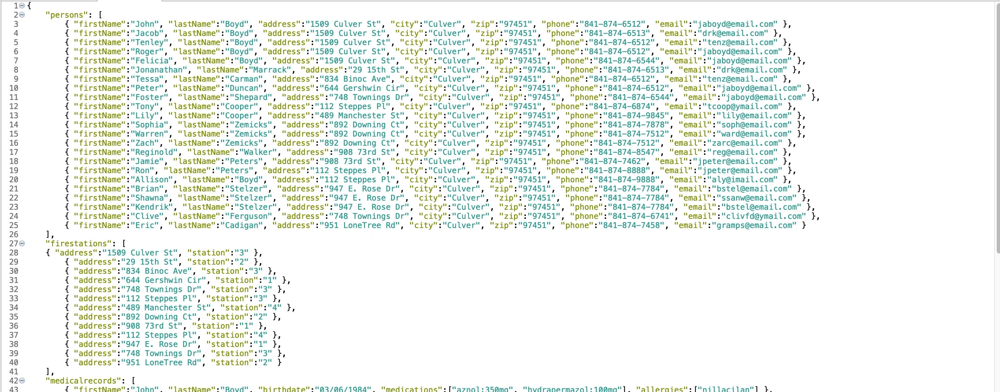 1 {
2 "persons": [
3 { "firstName":"John", "lastName":"Boyd", "address":"1509 Culver St", "city":"Culver", "zip":"97451", "phone":"841-874-6512", "email":"jaboyd@email.com" },
4 { "firstName":"Jacob", "lastName":"Boyd", "address":"1509 Culver St", "city":"Culver", "zip":"97451", "phone":"841-874-6513", "email":"drk@email.com" },
5 { "firstName":"Tenley", "lastName":"Boyd", "address":"1509 Culver St", "city":"Culver", "zip":"97451", "phone":"841-874-6512", "email":"tenz@email.com" },
6 { "firstName":"Roger", "lastName":"Boyd", "address":"1509 Culver St", "city":"Culver", "zip":"97451", "phone":"841-874-6512", "email":"jaboyd@email.com" },
7 { "firstName":"Felicia", "lastName":"Boyd", "address":"1509 Culver St", "city":"Culver", "zip":"97451", "phone":"841-874-6544", "email":"jaboyd@email.com" },
8 { "firstName":"Jonanathan", "lastName":"Marrack", "address":"29 15th St", "city":"Culver", "zip":"97451", "phone":"841-874-6513", "email":"drk@email.com" },
9 { "firstName":"Tessa", "lastName":"Carman", "address":"834 Binoc Ave", "city":"Culver", "zip":"97451", "phone":"841-874-6512", "email":"tenz@email.com" },
10 { "firstName":"Peter", "lastName":"Duncan", "address":"644 Gershwin Cir", "city":"Culver", "zip":"97451", "phone":"841-874-6512", "email":"jaboyd@email.com" },
11 { "firstName":"Foster", "lastName":"Shepard", "address":"748 Townings Dr", "city":"Culver", "zip":"97451", "phone":"841-874-6544", "email":"jaboyd@email.com" },
12 { "firstName":"Tony", "lastName":"Cooper", "address":"112 Steppes Pl", "city":"Culver", "zip":"97451", "phone":"841-874-6874", "email":"tcoop@ymail.com" },
13 { "firstName":"Lily", "lastName":"Cooper", "address":"489 Manchester St", "city":"Culver", "zip":"97451", "phone":"841-874-9845", "email":"lily@email.com" },
14 { "firstName":"Sophia", "lastName":"Zemicks", "address":"892 Downing Ct", "city":"Culver", "zip":"97451", "phone":"841-874-7878", "email":"soph@email.com" },
15 { "firstName":"Warren", "lastName":"Zemicks", "address":"892 Downing Ct", "city":"Culver", "zip":"97451", "phone":"841-874-7512", "email":"ward@email.com" },
16 { "firstName":"Zach", "lastName":"Zemicks", "address":"892 Downing Ct", "city":"Culver", "zip":"97451", "phone":"841-874-7512", "email":"zarc@email.com" },
17 { "firstName":"Reginold", "lastName":"Walker", "address":"908 73rd St", "city":"Culver", "zip":"97451", "phone":"841-874-8547", "email":"reg@email.com" },
18 { "firstName":"Jamie", "lastName":"Peters", "address":"908 73rd St", "city":"Culver", "zip":"97451", "phone":"841-874-7462", "email":"jpeter@email.com" },
19 { "firstName":"Ron", "lastName":"Peters", "address":"112 Steppes Pl", "city":"Culver", "zip":"97451", "phone":"841-874-8888", "email":"jpeter@email.com" },
20 { "firstName":"Allison", "lastName":"Boyd", "address":"112 Steppes Pl", "city":"Culver", "zip":"97451", "phone":"841-874-9888", "email":"aly@imail.com" },
21 { "firstName":"Brian", "lastName":"Stelzer", "address":"947 E. Rose Dr", "city":"Culver", "zip":"97451", "phone":"841-874-7784", "email":"bstel@email.com" },
22 { "firstName":"Shawna", "lastName":"Stelzer", "address":"947 E. Rose Dr", "city":"Culver", "zip":"97451", "phone":"841-874-7784", "email":"ssanw@email.com" },
23 { "firstName":"Kendrik", "lastName":"Stelzer", "address":"947 E. Rose Dr", "city":"Culver", "zip":"97451", "phone":"841-874-7784", "email":"bstel@email.com" },
24 { "firstName":"Clive", "lastName":"Ferguson", "address":"748 Townings Dr", "city":"Culver", "zip":"97451", "phone":"841-874-6741", "email":"clivfd@ymail.com" },
25 { "firstName":"Eric", "lastName":"Cadigan", "address":"951 LoneTree Rd", "city":"Culver", "zip":"97451", "phone":"841-874-7458", "email":"gramps@email.com" }
26 ],
27 "firestations": [
28 { "address":"1509 Culver St", "station":"3" },
29 { "address":"29 15th St", "station":"2" },
30 { "address":"834 Binoc Ave", "station":"3" },
31 { "address":"644 Gershwin Cir", "station":"1" },
32 { "address":"748 Townings Dr", "station":"3" },
33 { "address":"112 Steppes Pl", "station":"3" },
34 { "address":"489 Manchester St", "station":"4" },
35 { "address":"892 Downing Ct", "station":"2" },
36 { "address":"908 73rd St", "station":"1" },
37 { "address":"112 Steppes Pl", "station":"4" },
38 { "address":"947 E. Rose Dr", "station":"1" },
39 { "address":"748 Townings Dr", "station":"3" },
40 { "address":"951 LoneTree Rd", "station":"2" }
41 ],
42 "medicalrecords": [
43 { "firstName":"John", "lastName":"Boyd", "birthdate":"03/06/1984", "medications":["aznol:350mg", "hydrapermazol:100mg"], "allergies":["nillacilan"] },